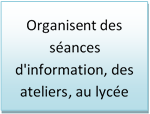 Organisent des
séances
d'information, des
ateliers, au lycée